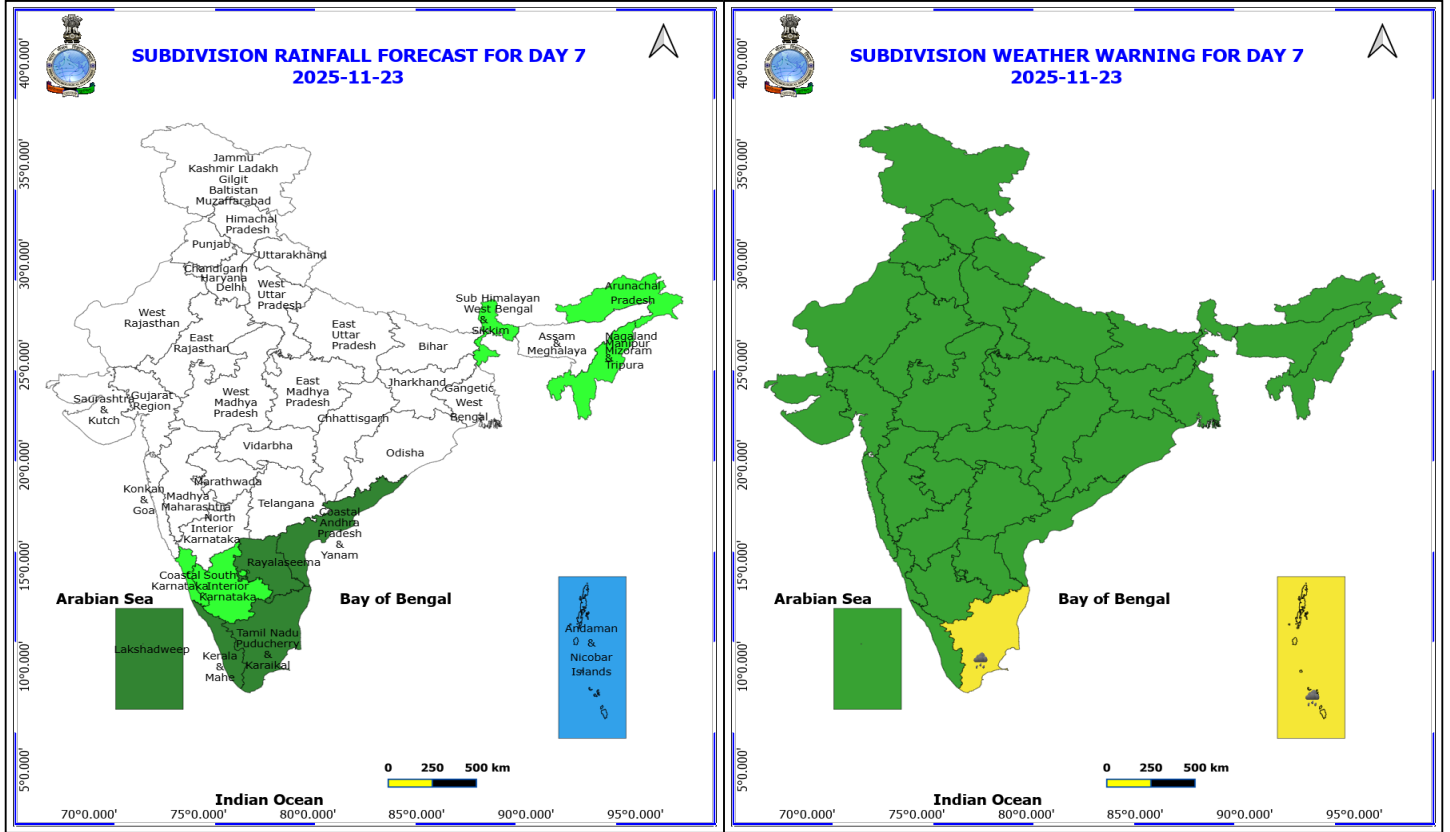 SUBDIVISION RAINFALL FORECAST FOR DAY 7
2025-11-23
40°0.000'
35°0.000'
30°0.000'
25°0.000'
20°0.000'
15°0.000'
10°0.000'
5°0.000'
Jammu
Kashmir Ladakh
Gilgit
Baltistan
Muzaffarabad
Himachal
Pradesh
Punjab
Uttarakhand
Chandigarh
Haryana
Delhi
West
Uttar
Pradesh
Arunachal
Pradesh
Sub Himalayan
West Bengal
&
Sikkim
West
Rajasthan
East
Rajasthan
East
Uttar
Pradesh
Bihar
Assam
&
Meghalaya
Nagaland
Manipur
Mizoram
&
Tripura
Saurashtra
&
Kutch
Gujarat
Region
West
Madhya
Pradesh
East
Madhya
Pradesh
Jharkhand
Gangetic
West
Bengal
Chhattisgarh
Vidarbha
Odisha
Konkan
&
Goa
Madhya
Maharashtra
Marathwada
Telangana
North
Interior
Karnataka
Coastal
Andhra
Pradesh
&
Yanam
Rayalaseema
Coastal
Karnataka
South
Interior
Karnataka
Arabian Sea
Bay of Bengal
Lakshadweep
Kerala
&
Mahe
Tamil Nadu
Puducherry
&
Karaikal
Andaman
&
Nicobar
Islands
0 250 500 km
Indian Ocean
70°0.000' 75°0.000' 80°0.000' 85°0.000' 90°0.000' 95°0.000'
SUBDIVISION WEATHER WARNING FOR DAY 7
2025-11-23
40°0.000'
35°0.000'
30°0.000'
25°0.000'
20°0.000'
15°0.000'
10°0.000'
5°0.000'
Arabian Sea
Bay of Bengal
0 250 500 km
Indian Ocean
70°0.000' 75°0.000' 80°0.000' 85°0.000' 90°0.000' 95°0.000'